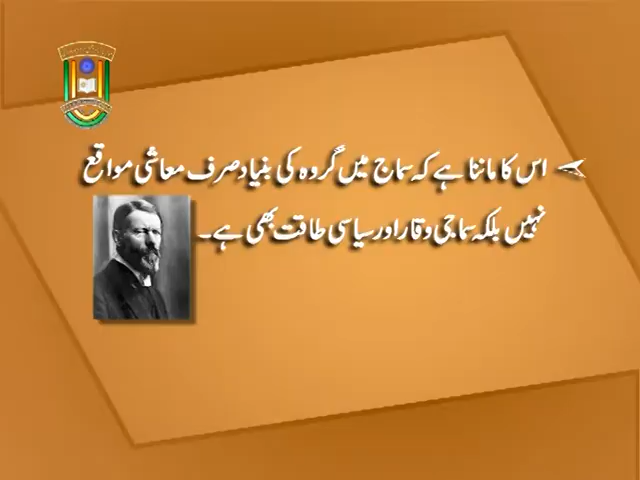 اس کا ماننا ہے کہ سماج میں گروہ کی بنیاد صرف معاشی مواقع
نہیں بلکہ سماجی وقار اور سیاسی طاقت بھی ہے۔